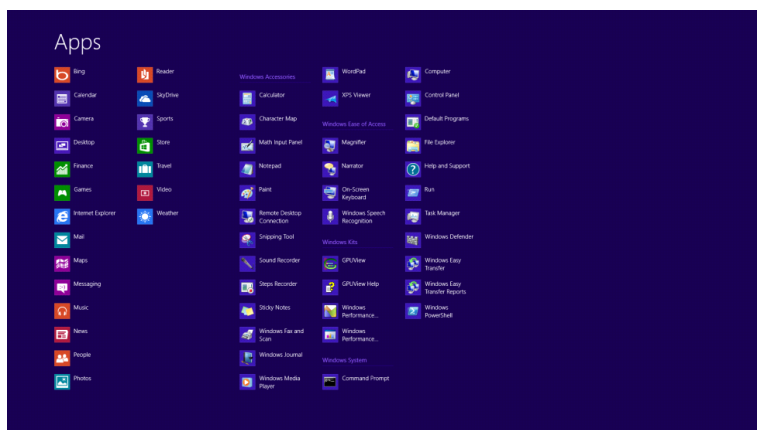 Apps
Bing
Calendar
Camera
Desktop
Finance
Games
Internet Explorer
Mail
Maps
Messaging
Music
News
People
Photos
Reader
SkyDrive
Sports
Store
Travel
Video
Weather
Windows Accessories
Calculator
Character Map
Math Input Panel
Notepad
Paint
Remote Desktop
Connection
Snipping Tool
Sound Recorder
Steps Recorder
Sticky Notes
Windows Fax and
Scan
Windows Journal
Windows Media
Player
WordPad
XPS Viewer
Windows Ease of Access
Magnifier
Narrator
On-Screen
Keyboard
Windows Speech
Recognition
Windows Kits
GPUView
GPUView Help
Windows
Performance...
Windows
Performance...
Windows System
Command Prompt
Computer
Control Panel
Default Programs
File Explorer
Help and Support
Run
Task Manager
Windows Defender
Windows Easy
Transfer
Windows Easy
Transfer Reports
Windows
PowerShell